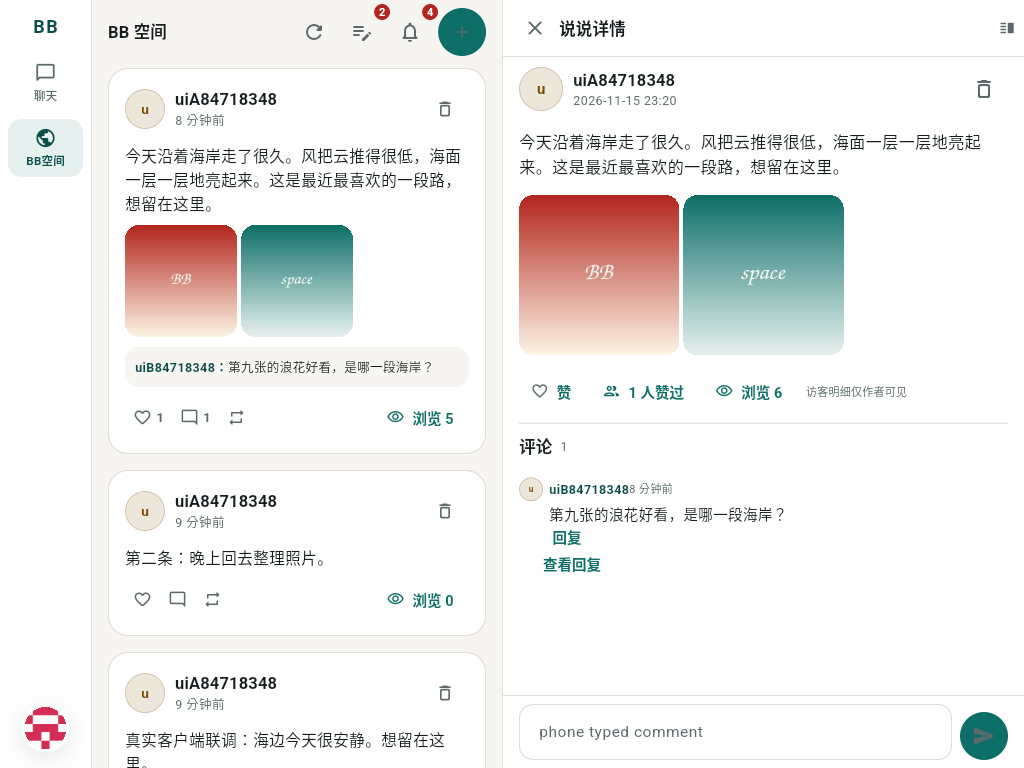 BB
聊天
BB空间
BB 空间
2
4
uiA84718348
8 分钟前
今天沿着海岸走了很久。风把云推得很低，海面
一层一层地亮起来。这是最近最喜欢的一段路，
想留在这里。
BB
space
uiB84718348：第九张的浪花好看，是哪一段海岸？
1
1
浏览 5
uiA84718348
9 分钟前
第二条：晚上回去整理照片。
浏览 0
uiA84718348
9 分钟前
真实客户端联调：海边今天很安静。想留在这
里。
说说详情
u
uiA84718348
2026-11-15 23:20
今天沿着海岸走了很久。风把云推得很低，海面一层一层地亮起
来。这是最近最喜欢的一段路，想留在这里。
BB
space
赞
1 人赞过
浏览 6
访客明细仅作者可见
评论 1
u
uiB84718348 8 分钟前
第九张的浪花好看，是哪一段海岸？
回复
查看回复
phone typed comment